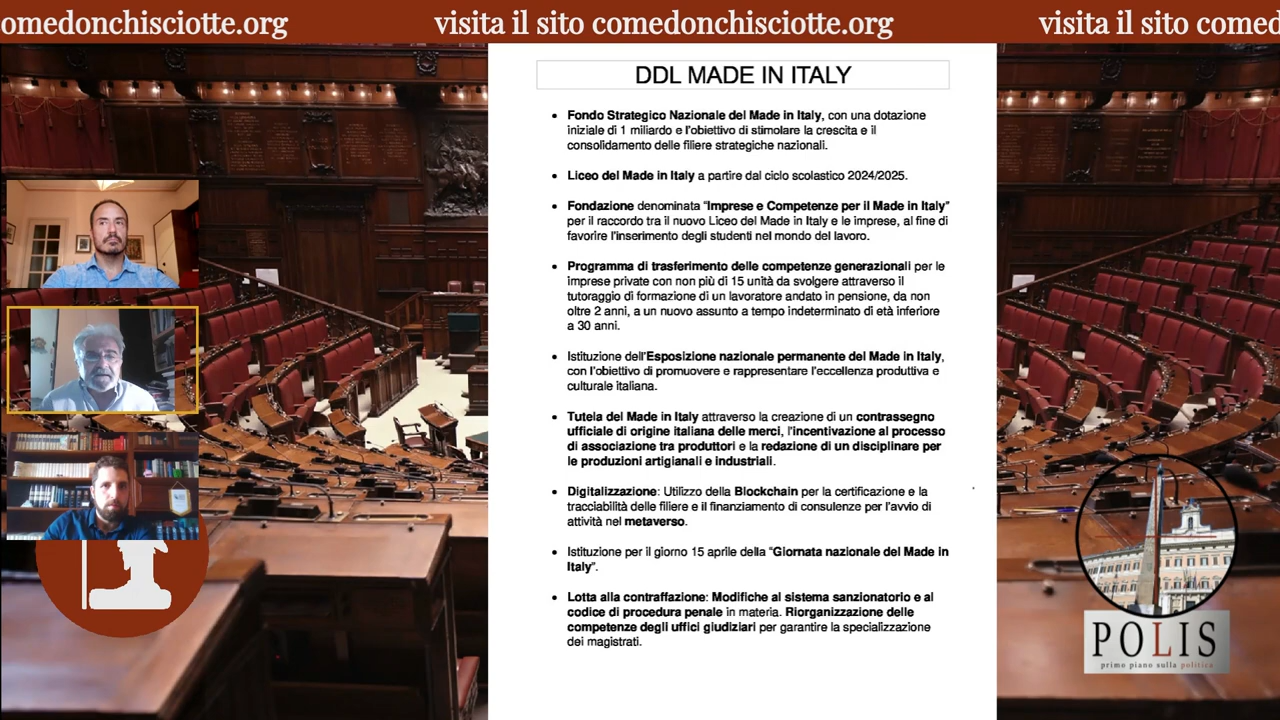 omedonchisciotte.org
visita il sito comedonchisciotte.org
visita il sito comed
DDL MADE IN ITALY
• Fondo Strategico Nazionale del Made in Italy, con una dotazione
iniziale di 1 miliardo e l'obiettivo di stimolare la crescita e il
consolidamento delle filiere strategiche nazionali.
• Liceo del Made in Italy a partire dal ciclo scolastico 2024/2025.
• Fondazione denominata “Imprese e Competenze per il Made in Italy”
per il raccordo tra il nuovo Liceo del Made in Italy e le imprese, al fine di
favorire l'inserimento degli studenti nel mondo del lavoro.
• Programma di trasferimento delle competenze generazionali per le
imprese private con non più di 15 unità da svolgere attraverso il
tutoraggio di formazione di un lavoratore andato in pensione, da non
oltre 2 anni, a un nuovo assunto a tempo indeterminato di età inferiore
a 30 anni.
• Istituzione dell'Esposizione nazionale permanente del Made in Italy,
con l'obiettivo di promuovere e rappresentare l'eccellenza produttiva e
culturale italiana.
• Tutela del Made in Italy attraverso la creazione di un contrassegno
ufficiale di origine italiana delle merci, l'incentivazione al processo
di associazione tra produttori e la redazione di un disciplinare per
le produzioni artigianali e industriali.
• Digitalizzazione: Utilizzo della Blockchain per la certificazione e la
tracciabilità delle filiere e il finanziamento di consulenze per l'avvio di
attività nel metaverso.
• Istituzione per il giorno 15 aprile della “Giornata nazionale del Made in
Italy”.
• Lotta alla contraffazione: Modifiche al sistema sanzionatorio e al
codice di procedura penale in materia. Riorganizzazione delle
competenze degli uffici giudiziari per garantire la specializzazione
dei magistrati.
POLIS
primo piano sulla politica